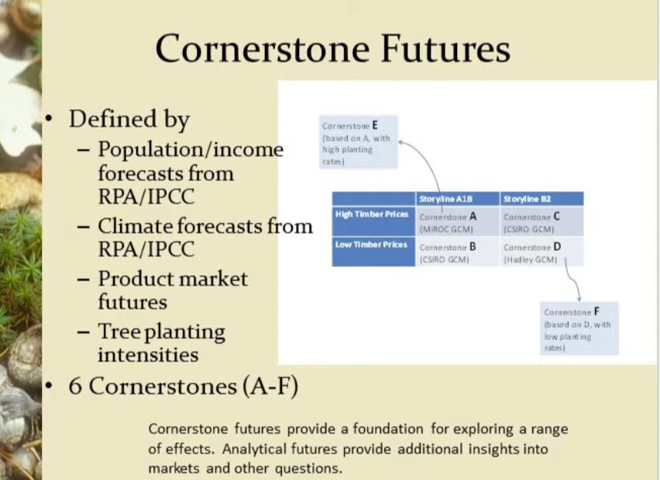 Cornerstone Futures
• Defined by
– Population/income
forecasts from
RPA/IPCC
– Climate forecasts from
RPA/IPCC
– Product market
futures
– Tree planting
intensities
• 6 Cornerstones (A-F)
Cornerstone E
(based on A, with
high planting
rates)
Storyline A1B Storyline B2
High Timber Prices Cornerstone A Cornerstone C
(MIROC GCM) (CSIRO GCM)
Low Timber Prices Cornerstone B Cornerstone D
(CSIRO GCM) (Hadley GCM)
Cornerstone F
(based on D, with
low planting
rates)
Cornerstone futures provide a foundation for exploring a range
of effects. Analytical futures provide additional insights into
markets and other questions.